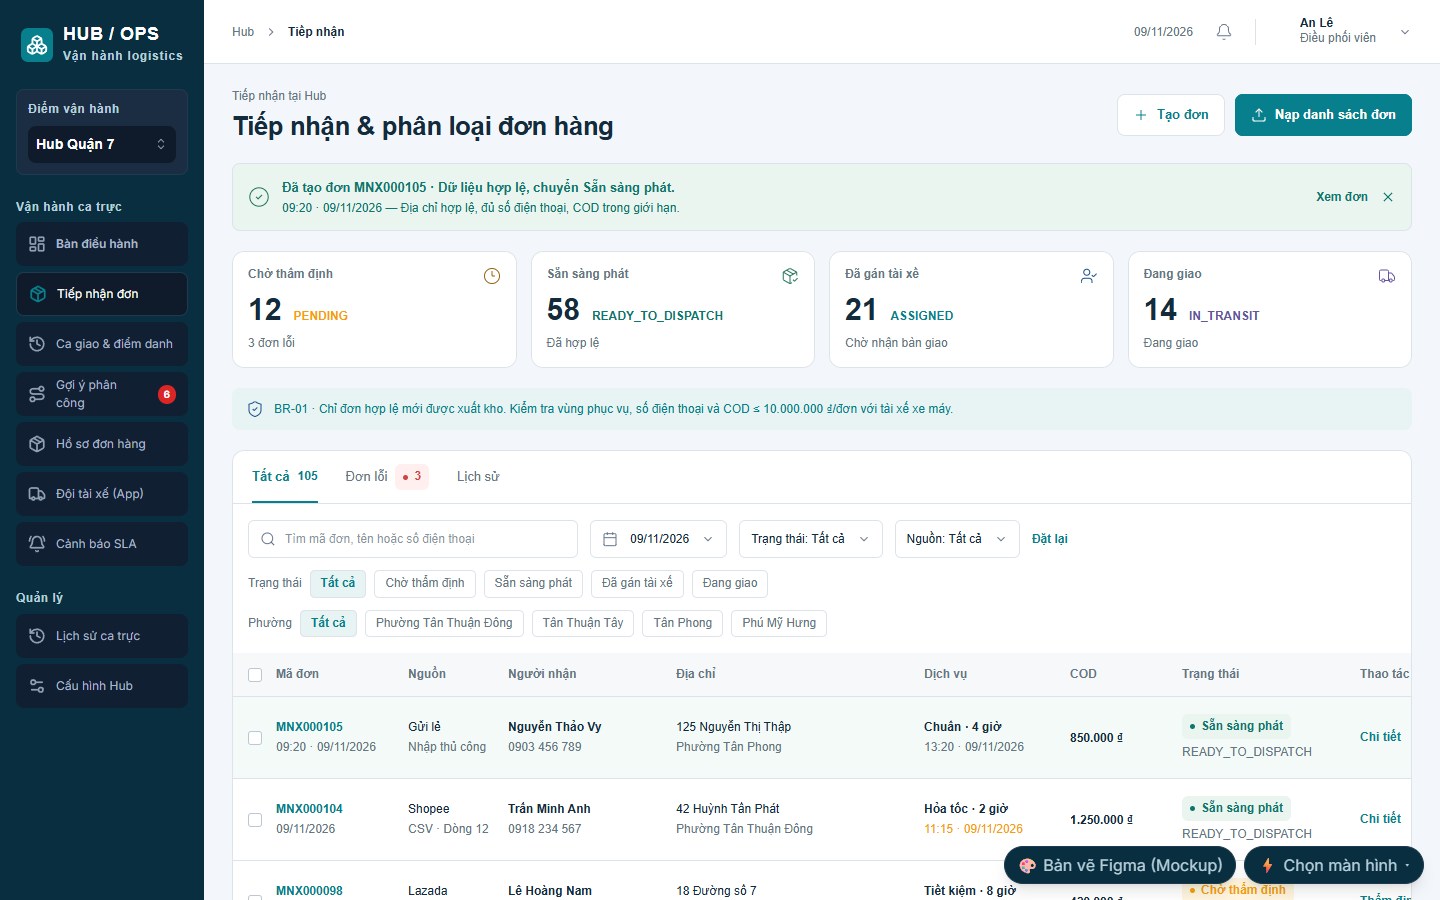 HUB / OPS
Vận hành logistics
Điểm vận hành
Hub Quận 7
Vận hành ca trực
Bàn điều hành
Tiếp nhận đơn
Ca giao & điểm danh
Gợi ý phân công
6
Hồ sơ đơn hàng
Đội tài xế (App)
Cảnh báo SLA
Quản lý
Lịch sử ca trực
Cấu hình Hub
Hub > Tiếp nhận
09/11/2026
An Lê
Điều phối viên
Tiếp nhận tại Hub
Tiếp nhận & phân loại đơn hàng
Tạo đơn
Nạp danh sách đơn
Đã tạo đơn MNX000105 · Dữ liệu hợp lệ, chuyển Sẵn sàng phát.
09:20 · 09/11/2026 — Địa chỉ hợp lệ, đủ số điện thoại, COD trong giới hạn.
Xem đơn
Chờ thẩm định
12 PENDING
3 đơn lỗi
Sẵn sàng phát
58 READY_TO_DISPATCH
Đã hợp lệ
Đã gán tài xế
21 ASSIGNED
Chờ nhận bàn giao
Đang giao
14 IN_TRANSIT
Đang giao
BR-01 · Chỉ đơn hợp lệ mới được xuất kho. Kiểm tra vùng phục vụ, số điện thoại và COD ≤ 10.000.000 ₫/đơn với tài xế xe máy.
Tất cả 105 Đơn lỗi • 3 Lịch sử
Tìm mã đơn, tên hoặc số điện thoại
09/11/2026
Trạng thái: Tất cả
Nguồn: Tất cả
Đặt lại
Trạng thái Tất cả Chờ thẩm định Sẵn sàng phát Đã gán tài xế Đang giao
Phường Tất cả Phường Tân Thuận Đông Tân Thuận Tây Tân Phong Phú Mỹ Hưng
Mã đơn Nguồn Người nhận Địa chỉ Dịch vụ COD Trạng thái Thao tác
MNX000105 Gửi lẻ Nguyễn Thảo Vy 125 Nguyễn Thị Thập Chuẩn · 4 giờ 850.000 ₫ • Sẵn sàng phát Chi tiết
09:20 · 09/11/2026 Nhập thủ công 0903 456 789 Phường Tân Phong 13:20 · 09/11/2026 READY_TO_DISPATCH
MNX000104 Shopee Trần Minh Anh 42 Huỳnh Tấn Phát Hỏa tốc · 2 giờ 1.250.000 ₫ • Sẵn sàng phát Chi tiết
09/11/2026 CSV · Dòng 12 0918 234 567 Phường Tân Thuận Đông 11:15 · 09/11/2026 READY_TO_DISPATCH
🎨 Bản vẽ Figma (Mockup)
⚡ Chọn màn hình ·
MNX000098 Lazada Lê Hoàng Nam 18 Đường số 7 Tiết kiệm · 8 giờ • Chờ thẩm định